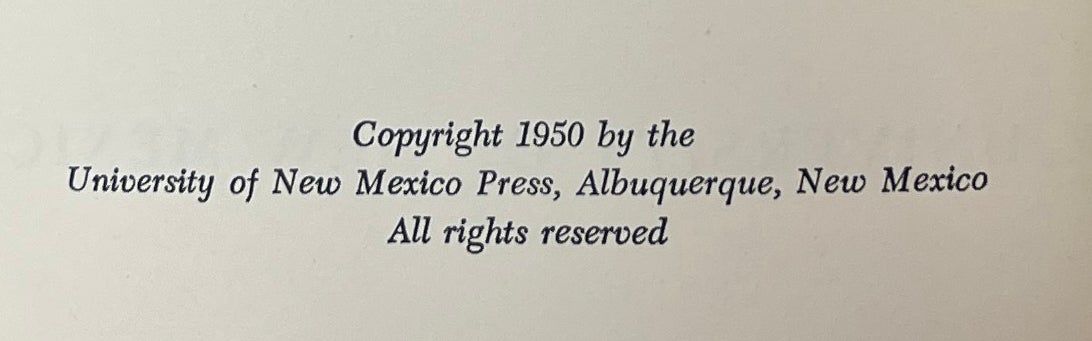 Copyright 1950 by the
University of New Mexico Press, Albuquerque, New Mexico
All rights reserved